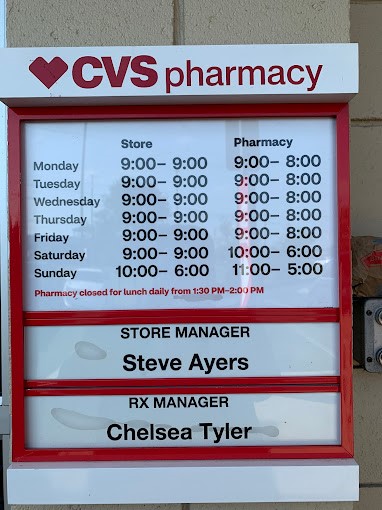 CVS pharmacy
Store Pharmacy
Monday 9:00– 9:00 9:00– 8:00
Tuesday 9:00– 9:00 9:00– 8:00
Wednesday 9:00– 9:00 9:00– 8:00
Thursday 9:00– 9:00 9:00– 8:00
Friday 9:00– 9:00 9:00– 8:00
Saturday 9:00– 9:00 10:00– 6:00
Sunday 10:00– 6:00 11:00– 5:00
Pharmacy closed for lunch daily from 1:30 PM–2:00 PM
STORE MANAGER
Steve Ayers
RX MANAGER
Chelsea Tyler